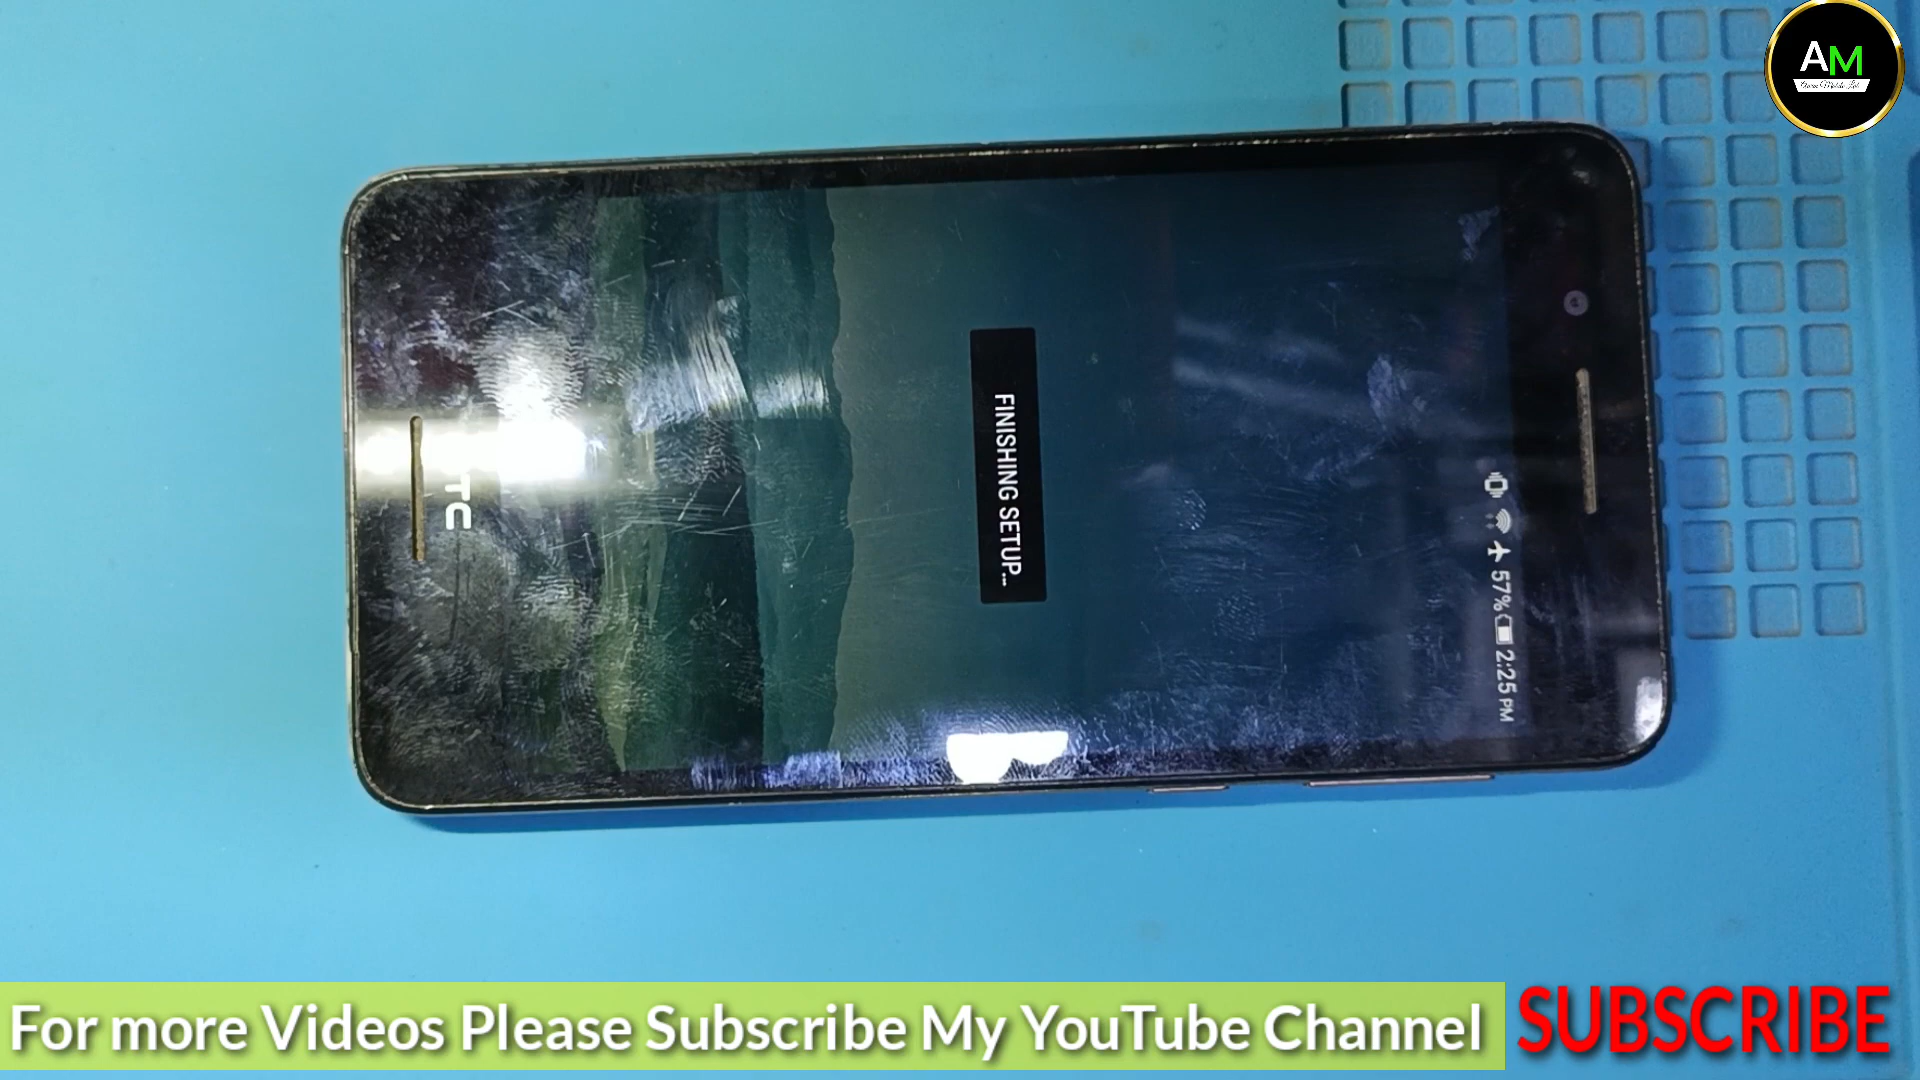 AM
TC
FINISHING SETUP...
57% 2:25 PM
For more Videos Please Subscribe My YouTube Channel
SUBSCRIBE